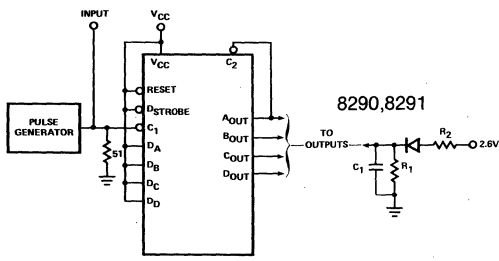 INPUT
VCC
VCC
C2
RESET
DSTROBE
C1
DA
DB
DC
DD
PULSE
GENERATOR
51
AOUT
BOUT
COUT
DOUT
TO
OUTPUTS
8290,8291
R2
2.6V
C1
R1